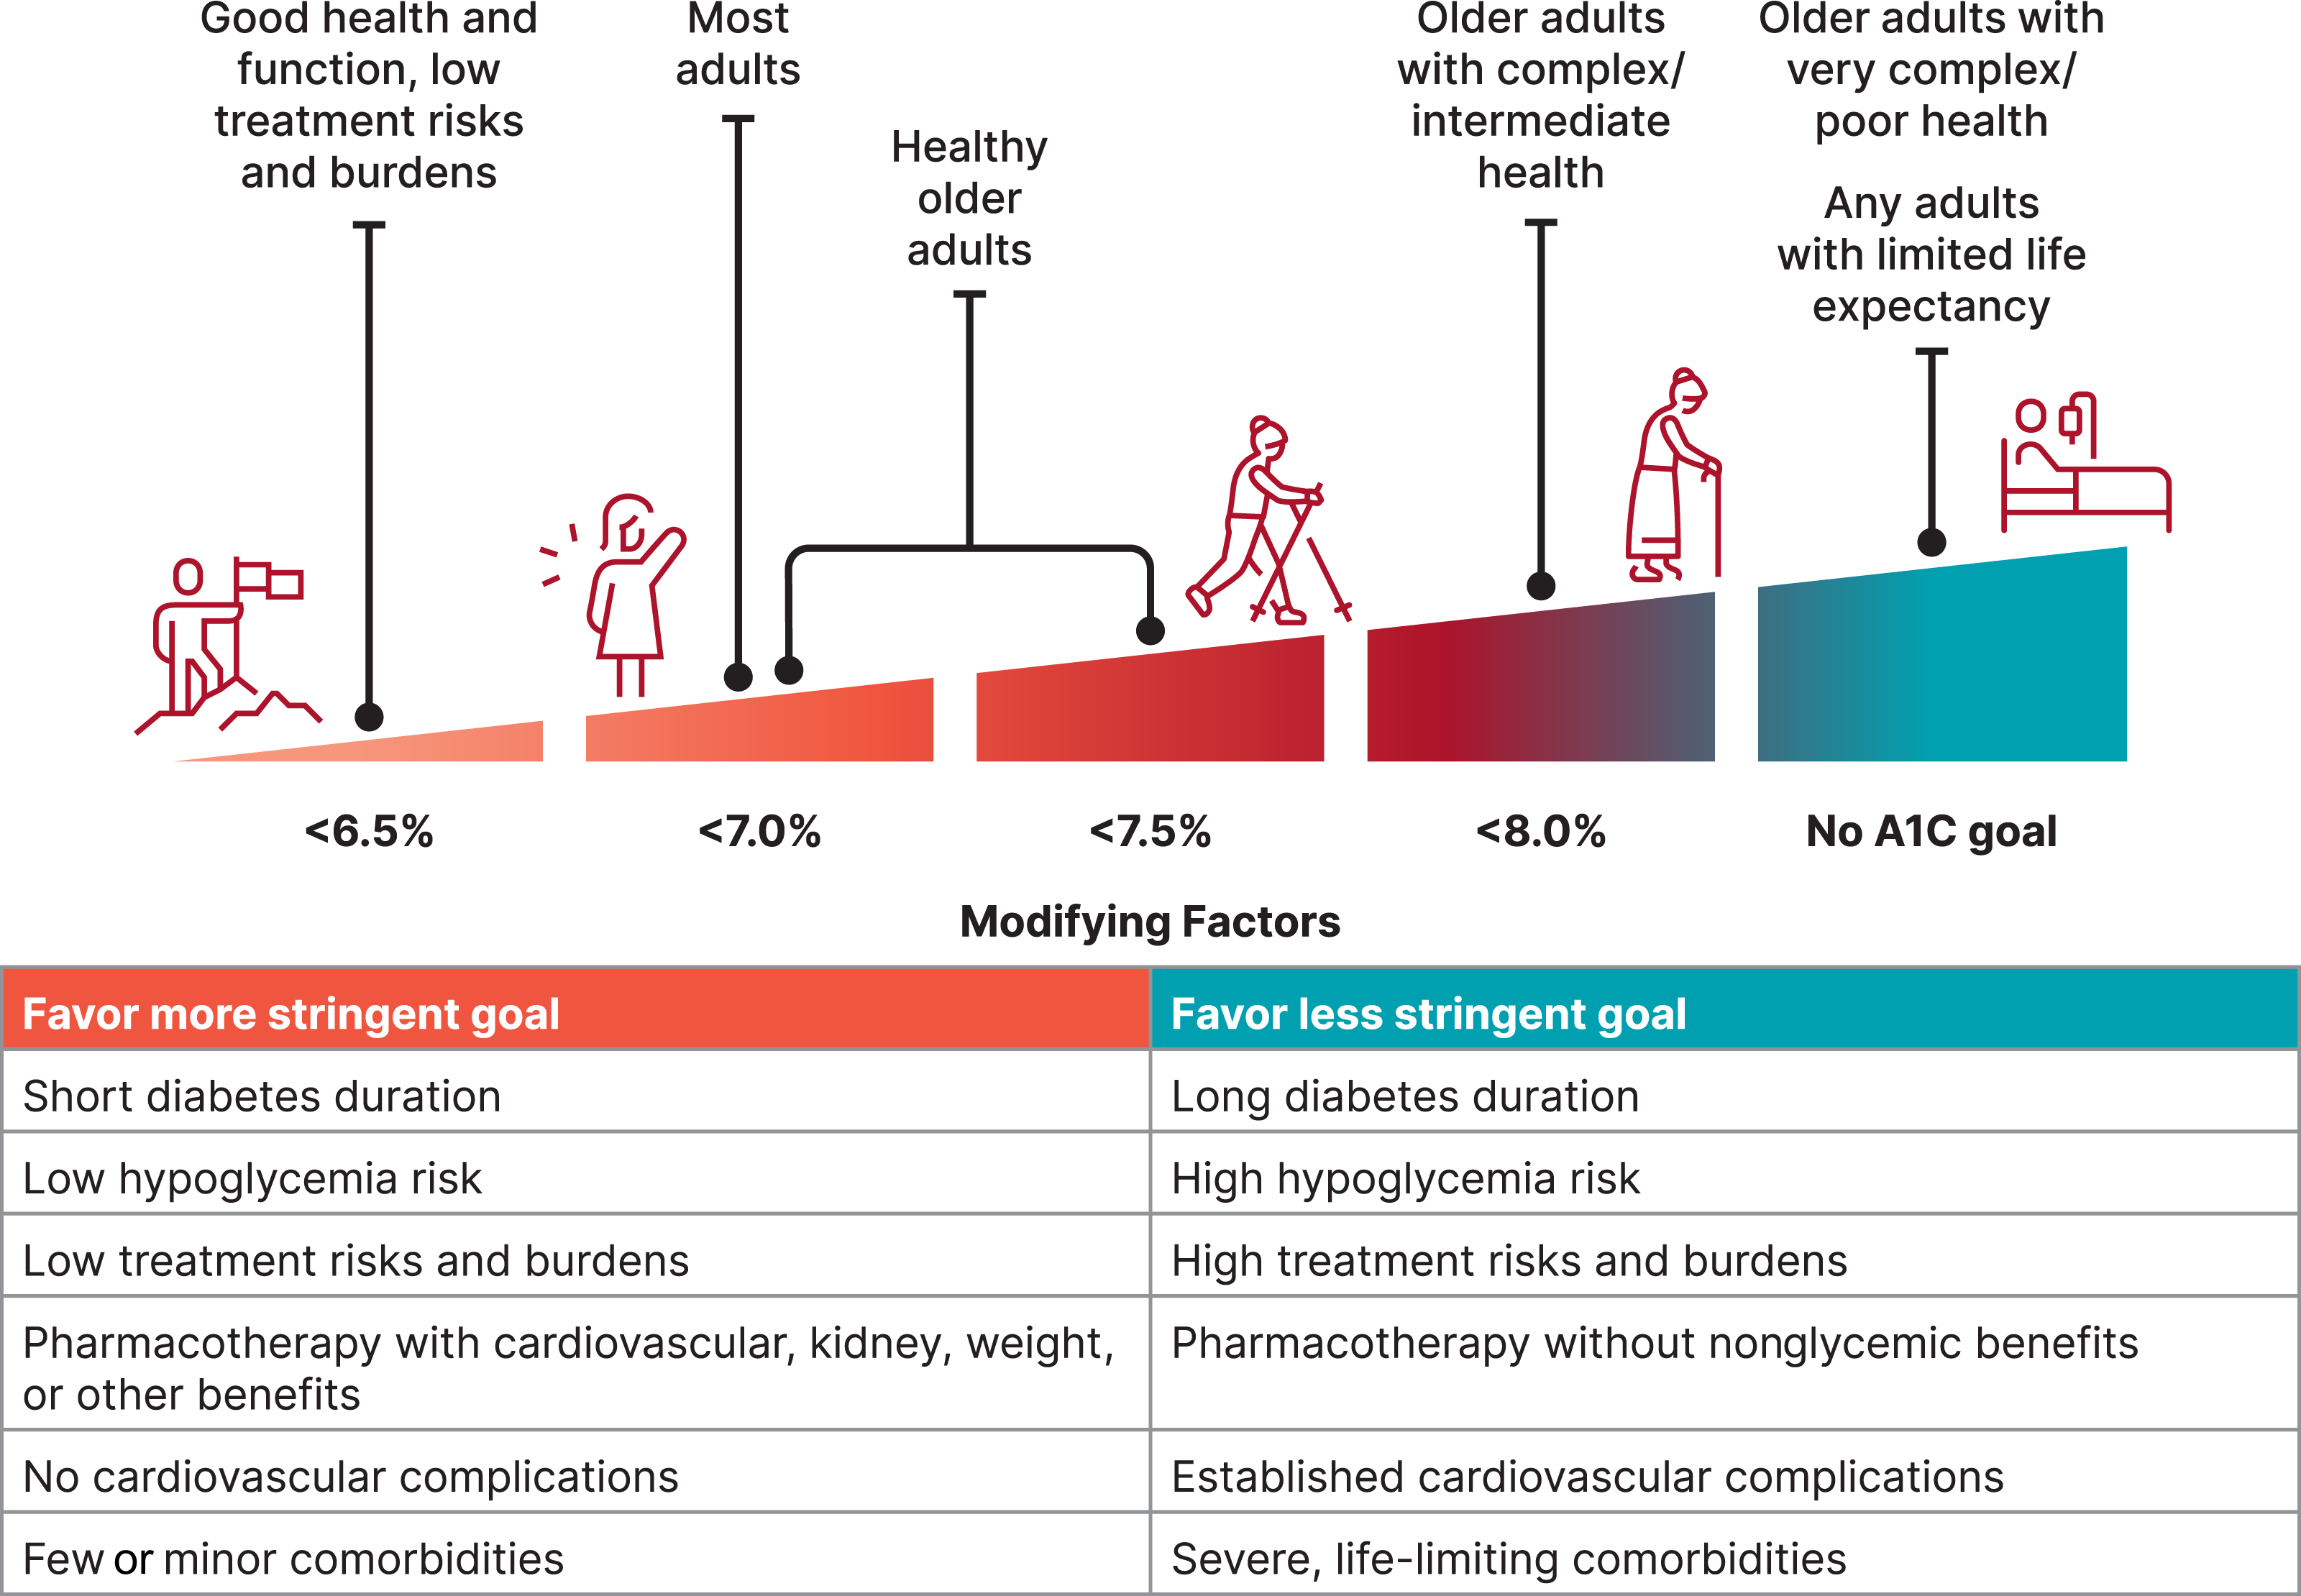 Good health and
function, low
treatment risks
and burdens
Most
adults
Healthy
older
adults
Older adults
with complex/
intermediate
health
Older adults with
very complex/
poor health
Any adults
with limited life
expectancy
<6.5%
<7.0%
<7.5%
<8.0%
No A1C goal
Modifying Factors
Favor more stringent goal
Favor less stringent goal
Short diabetes duration
Long diabetes duration
Low hypoglycemia risk
High hypoglycemia risk
Low treatment risks and burdens
High treatment risks and burdens
Pharmacotherapy with cardiovascular, kidney, weight,
or other benefits
Pharmacotherapy without nonglycemic benefits
No cardiovascular complications
Established cardiovascular complications
Few or minor comorbidities
Severe, life-limiting comorbidities